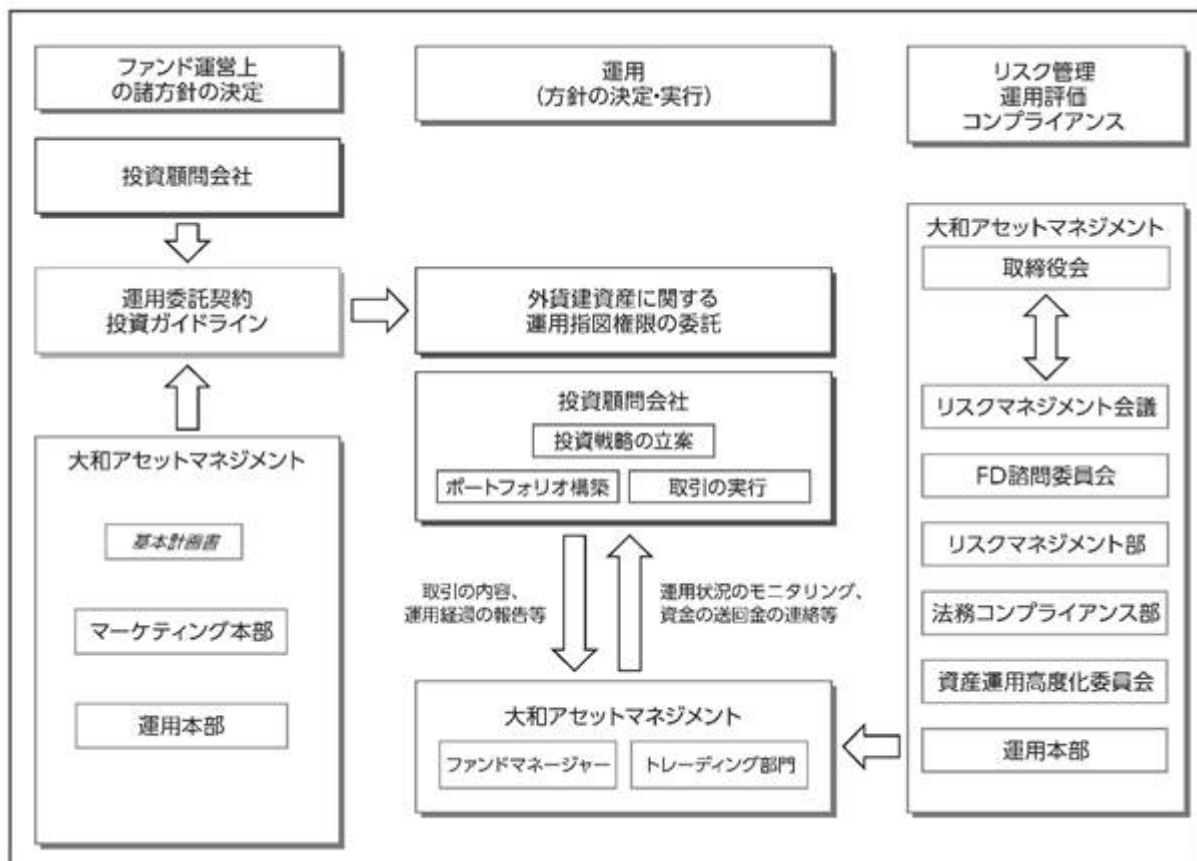 ファンド運営上
の諸方針の決定
投資顧問会社
運用委託契約
投資ガイドライン
大和アセットマネジメント
基本計画書
マーケティング本部
運用本部
運用
(方針の決定・実行)
外貨建資産に関する
運用指図権限の委託
投資顧問会社
投資戦略の立案
ポートフォリオ構築
取引の実行
取引の内容、
運用経過の報告等
運用状況のモニタリング、
資金の送回金の連絡等
大和アセットマネジメント
ファンドマネージャー
トレーディング部門
リスク管理
運用評価
コンプライアンス
大和アセットマネジメント
取締役会
リスクマネジメント会議
FD諮問委員会
リスクマネジメント部
法務コンプライアンス部
資産運用高度化委員会
運用本部